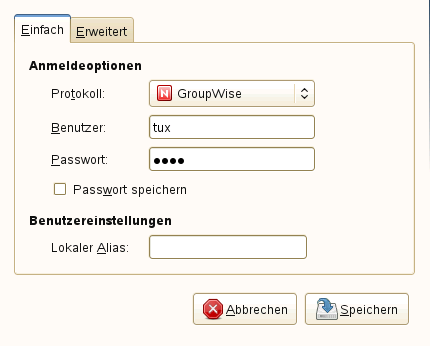 Einfach Erweitert
Anmeldeoptionen
Protokoll: N GroupWise
Benutzer: tux
Passwort: ●●●●
Passwort speichern
Benutzereinstellungen
Lokaler Alias:
Abbrechen Speichern